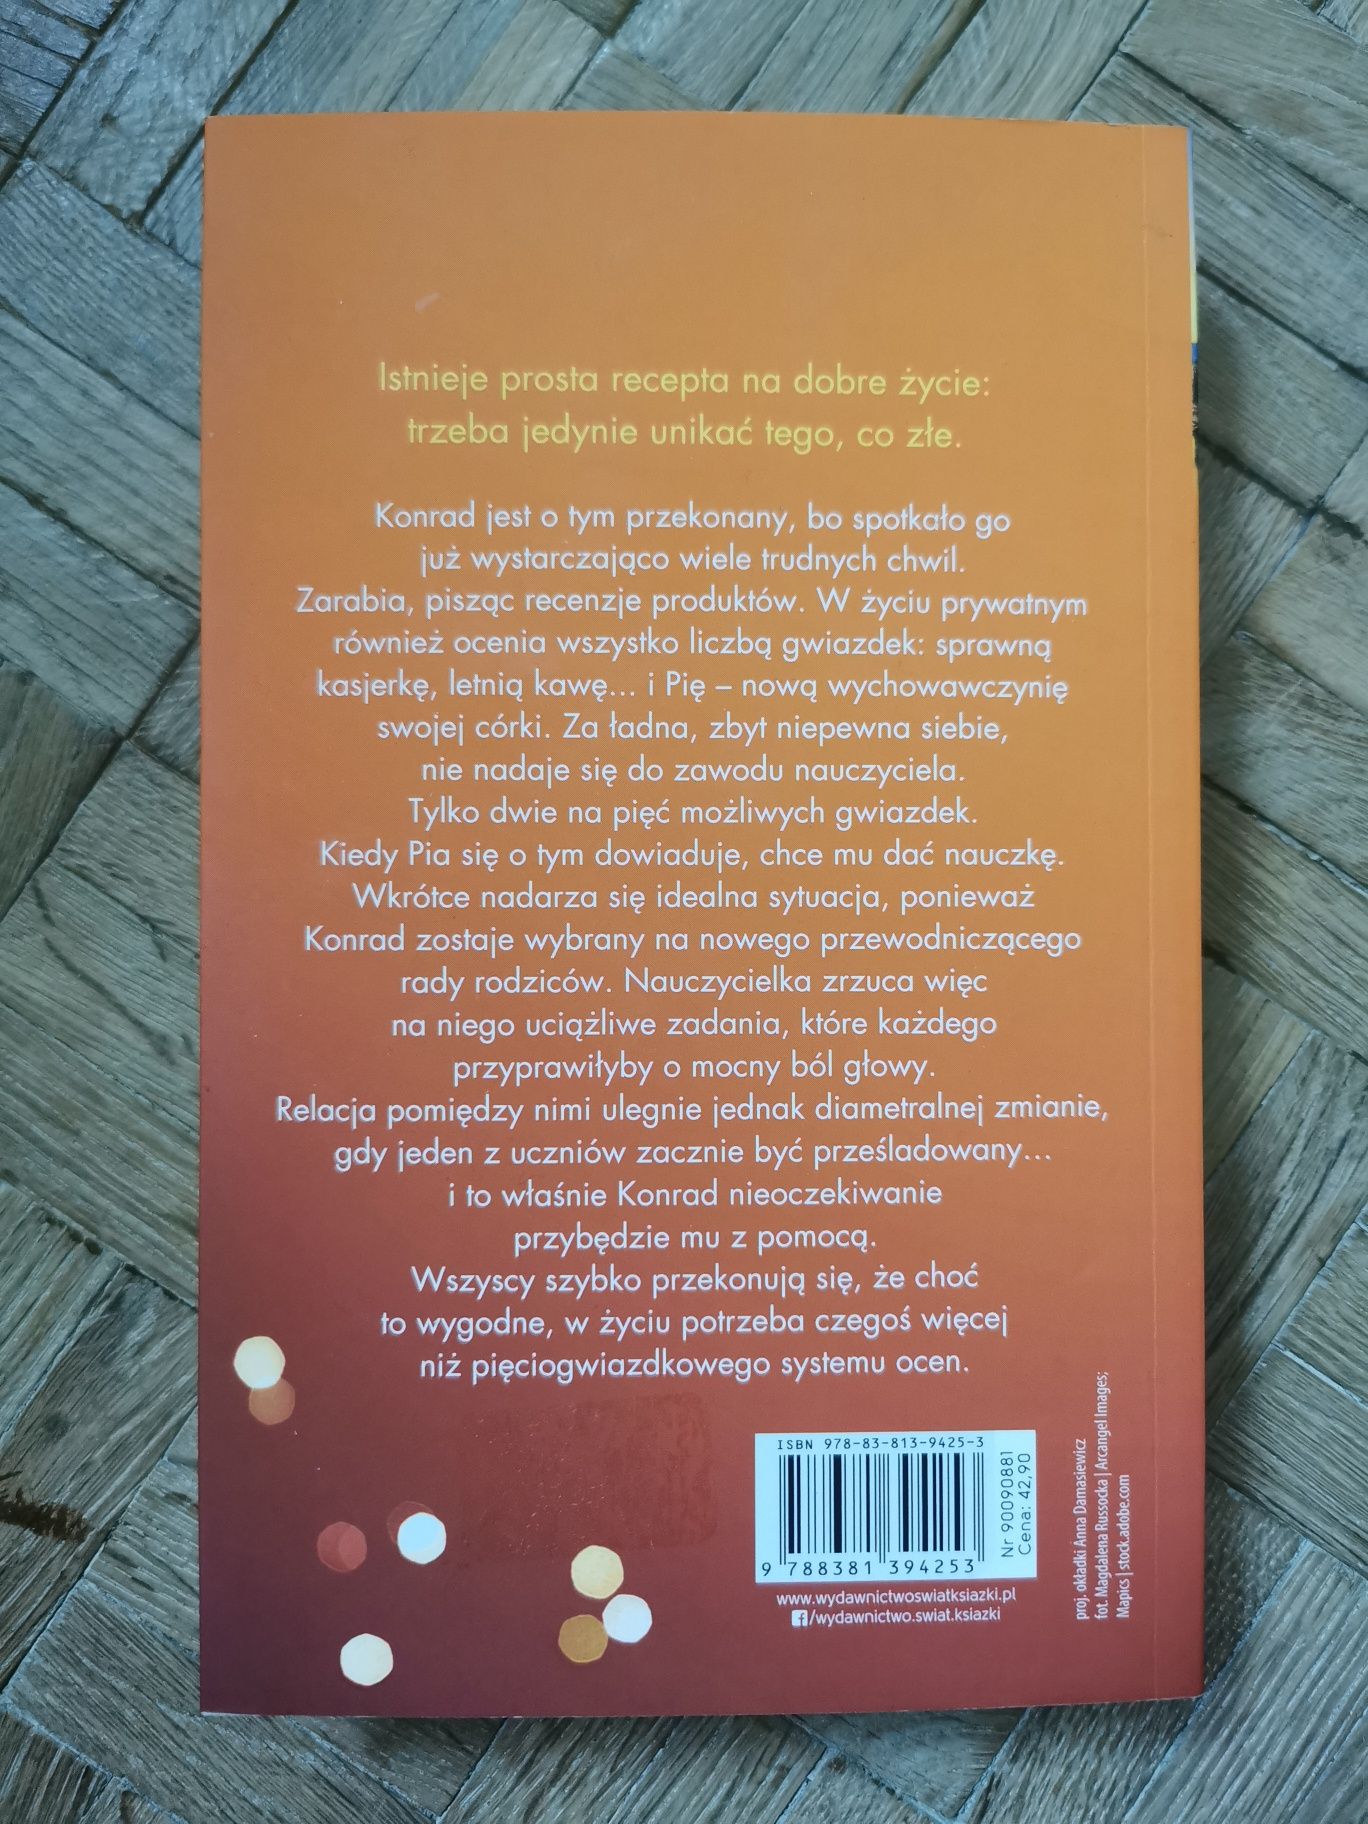 Istnieje prosta recepta na dobre życie:
trzeba jedynie unikać tego, co złe.
Konrad jest o tym przekonany, bo spotkało go
już wystarczająco wiele trudnych chwil.
Zarabia, pisząc recenzje produktów. W życiu prywatnym
również ocenia wszystko liczbą gwiazdek: sprawną
kasjerkę, letnią kawę... i Pię – nową wychowawczynię
swojej córki. Za ładna, zbyt niepewna siebie,
nie nadaje się do zawodu nauczyciela.
Tylko dwie na pięć możliwych gwiazdek.
Kiedy Pia się o tym dowiaduje, chce mu dać nauczkę.
Wkrótce nadarza się idealna sytuacja, ponieważ
Konrad zostaje wybrany na nowego przewodniczącego
rady rodziców. Nauczycielka zrzuca więc
na niego uciążliwe zadania, które każdego
przyprawiłyby o mocny ból głowy.
Relacja pomiędzy nimi ulegnie jednak diametralnej zmianie,
gdy jeden z uczniów zacznie być prześladowany...
i to właśnie Konrad nieoczekiwanie
przybędzie mu z pomocą.
Wszyscy szybko przekonują się, że choć
to wygodne, w życiu potrzeba czegoś więcej
niż pięciogwiazdkowego systemu ocen.
ISBN 978-83-813-9425-3
9 788381 394253
Nr 90090881
Cena: 42,90
www.wydawnictwoswiatksiazki.pl
f/wydawnictwo.swiat.ksiazki
proj. okładki Anna Damasiewicz
fot. Magdalena Russocka | Arcangel Images;
Mapics | stock.adobe.com